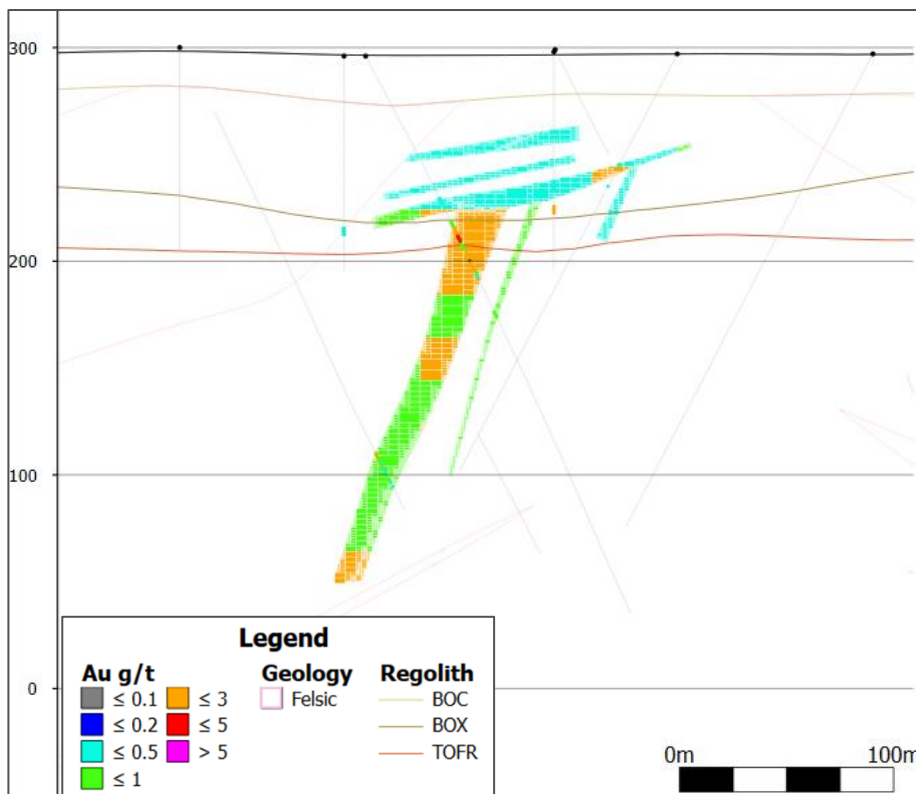 300
200
100
0
Legend
Au g/t Geology Regolith
≤ 0.1 ≤ 3 Felsic BOC
≤ 0.2 ≤ 5 BOX
≤ 0.5 > 5 TOFR
≤ 1
0m 100m